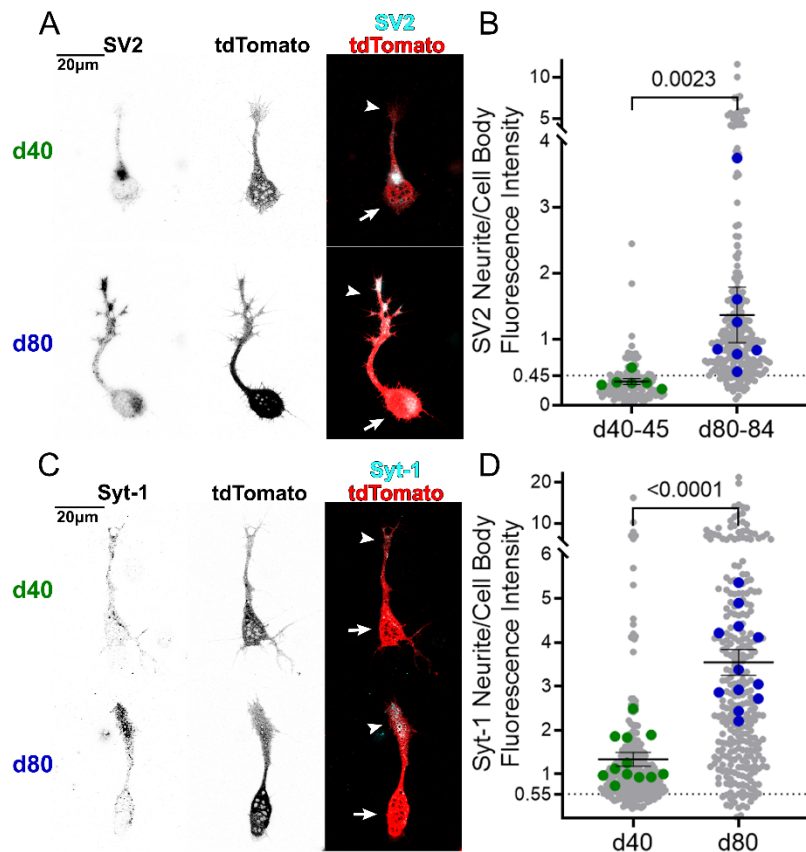 A
SV2
tdTomato
SV2
tdTomato
20μm
d40
d80
B
SV2 Neurite/Cell Body
Fluorescence Intensity
10
5
4
3
2
1
0.45
0
0.0023
d40-45
d80-84
C
Syt-1
tdTomato
Syt-1
tdTomato
20μm
d40
d80
D
Syt-1 Neurite/Cell Body
Fluorescence Intensity
20
10
6
5
4
3
2
1
0.55
<0.0001
d40
d80